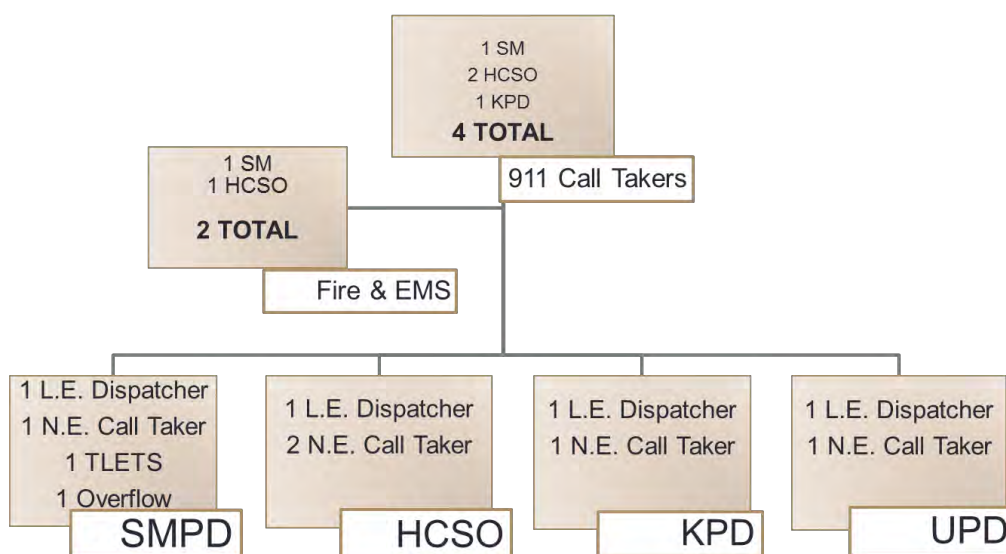 1 SM
2 HCSO
1 KPD
4 TOTAL
911 Call Takers
1 SM
1 HCSO
2 TOTAL
Fire & EMS
1 L.E. Dispatcher
1 N.E. Call Taker
1 TLETS
1 Overflow
SMPD
1 L.E. Dispatcher
2 N.E. Call Taker
HCSO
1 L.E. Dispatcher
1 N.E. Call Taker
KPD
1 L.E. Dispatcher
1 N.E. Call Taker
UPD